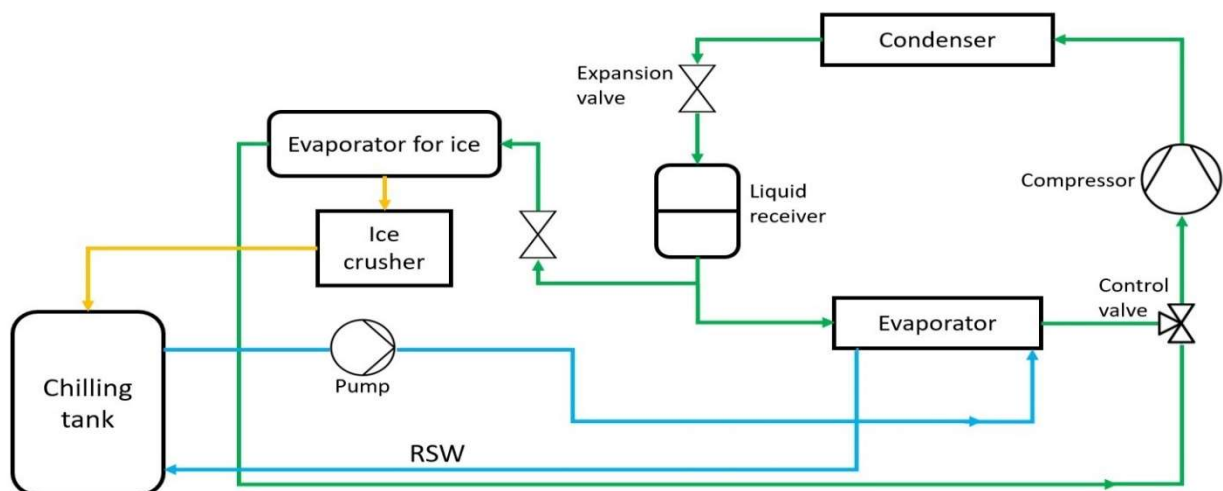 Condenser
Expansion
valve
Evaporator for ice
Compressor
Liquid
receiver
Ice
crusher
Control
valve
Evaporator
Pump
Chilling
tank
RSW